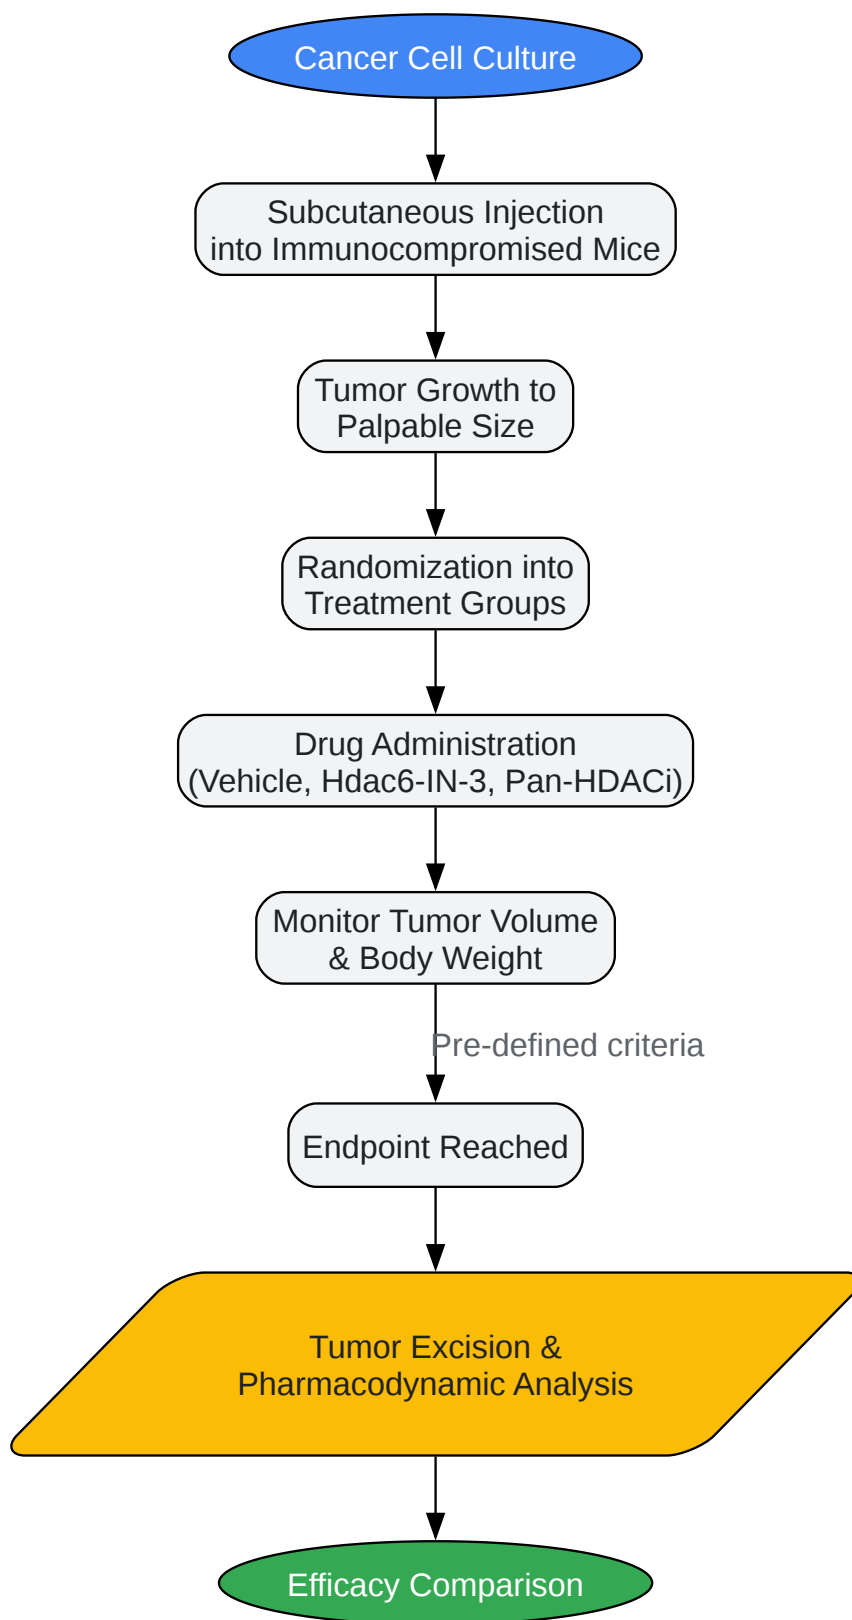 Cancer Cell Culture
Subcutaneous Injection
into Immunocompromised Mice
Tumor Growth to
Palpable Size
Randomization into
Treatment Groups
Drug Administration
(Vehicle, Hdac6-IN-3, Pan-HDACi)
Monitor Tumor Volume
& Body Weight
Pre-defined criteria
Endpoint Reached
Tumor Excision &
Pharmacodynamic Analysis
Efficacy Comparison